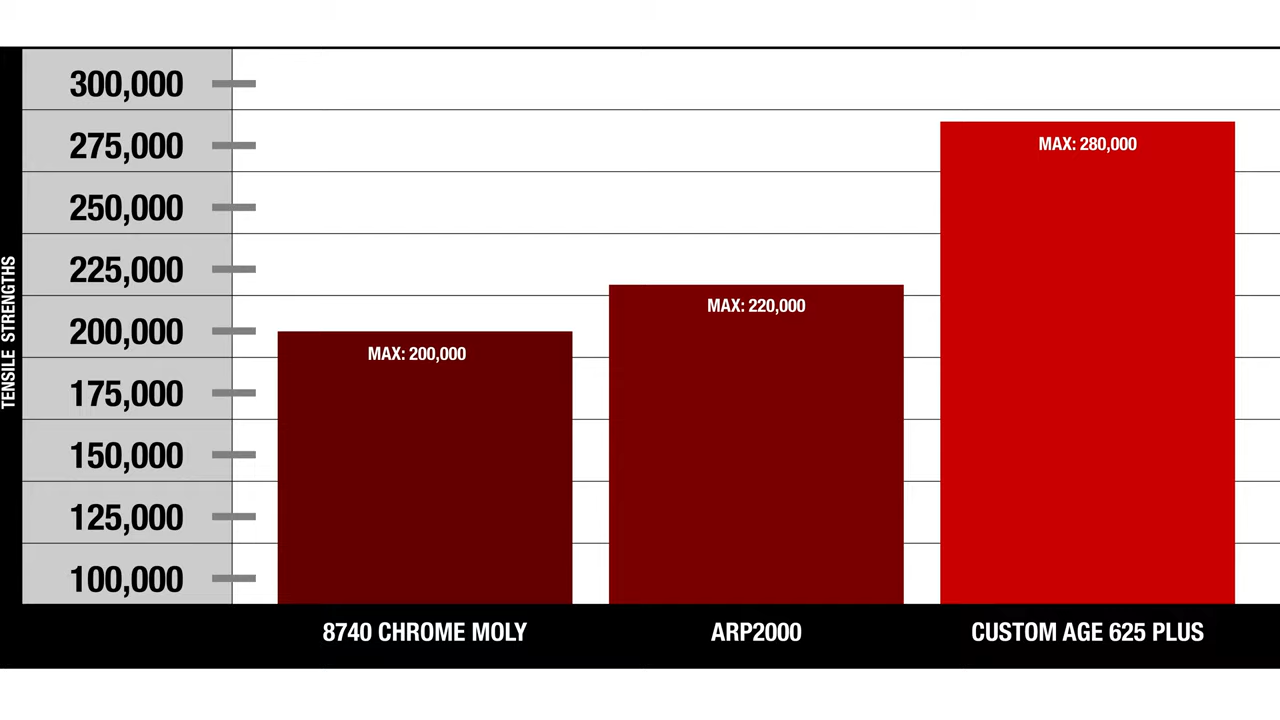 TENSILE STRENGTHS
300,000
275,000
250,000
225,000
200,000
175,000
150,000
125,000
100,000
MAX: 200,000
MAX: 220,000
MAX: 280,000
8740 CHROME MOLY
ARP2000
CUSTOM AGE 625 PLUS